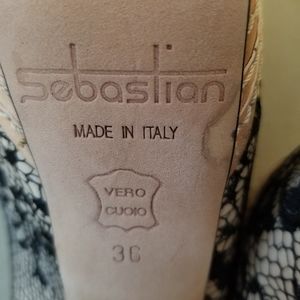 Sebastian
MADE IN ITALY
VERO
CUOIO
36